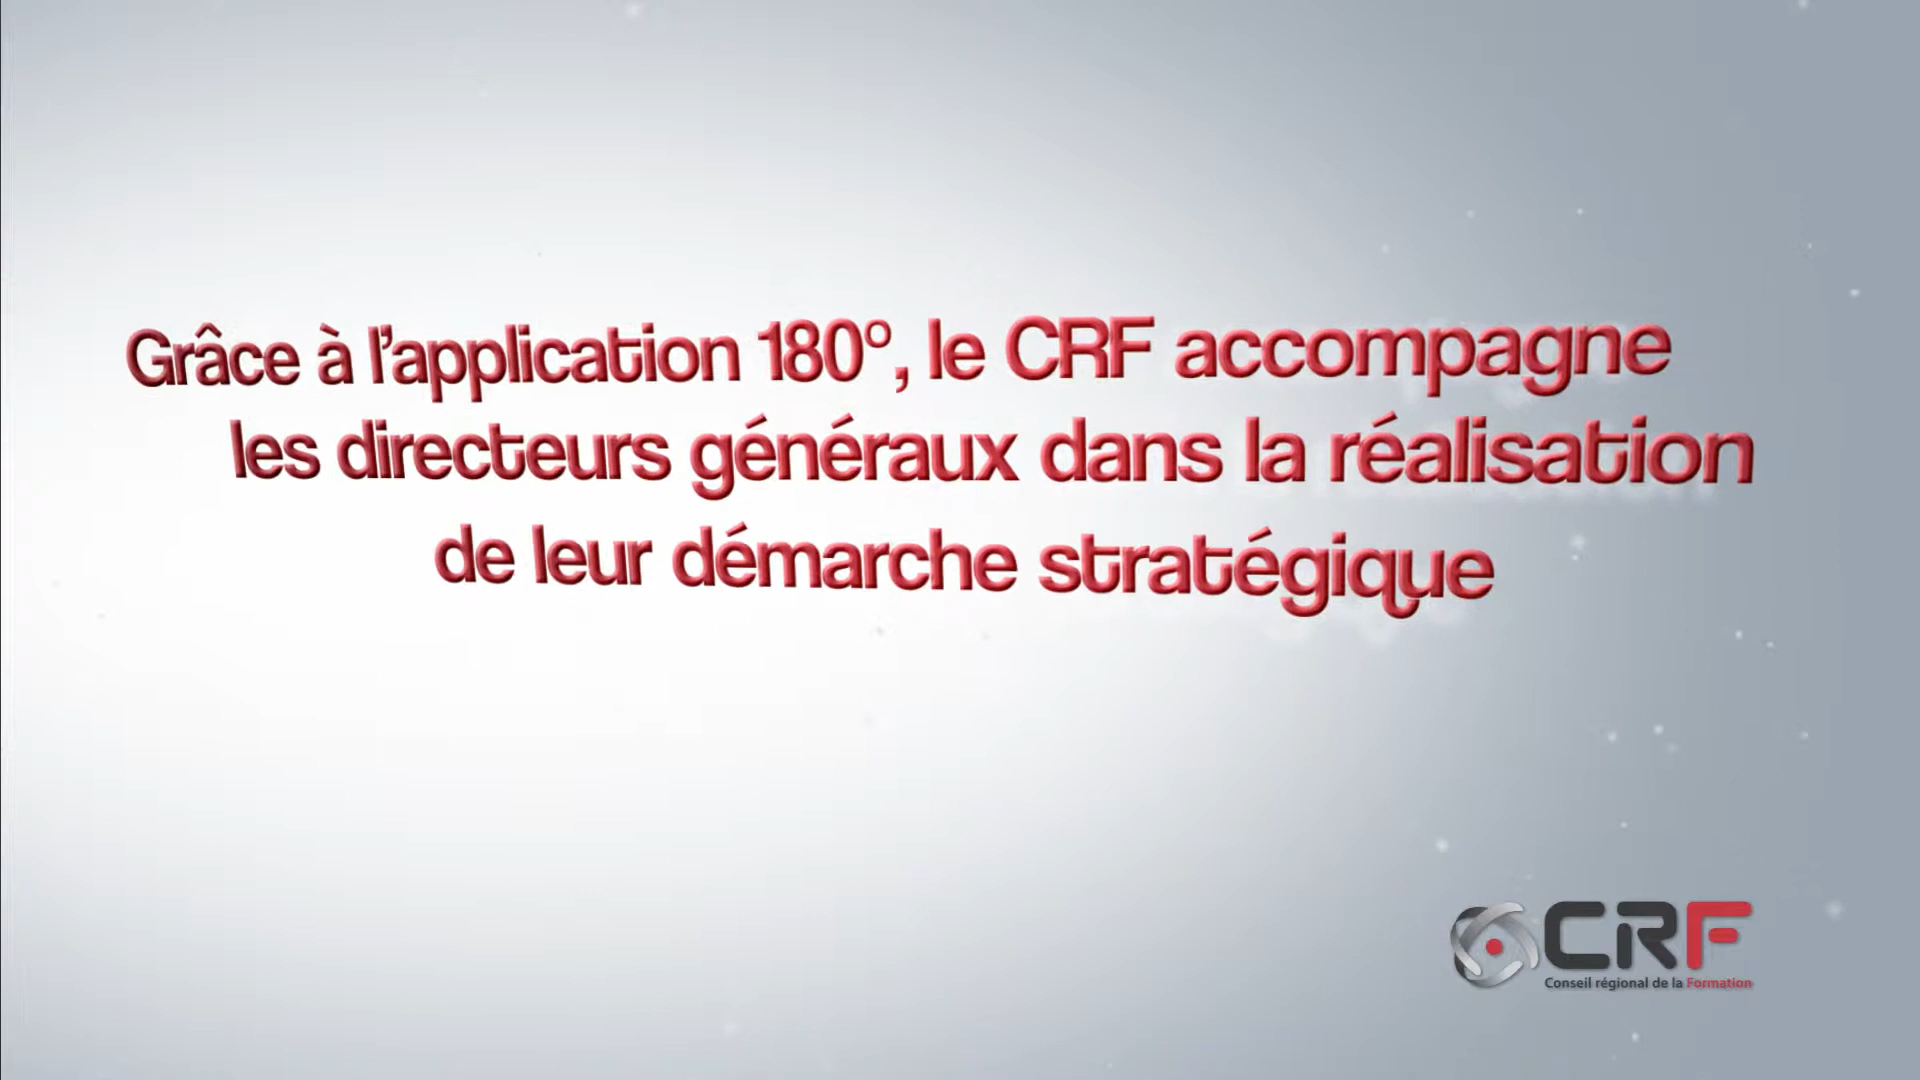 Grâce à l'application 180°, le CRF accompagne
les directeurs généraux dans la réalisation
de leur démarche stratégique
CRF
Conseil régional de la Formation